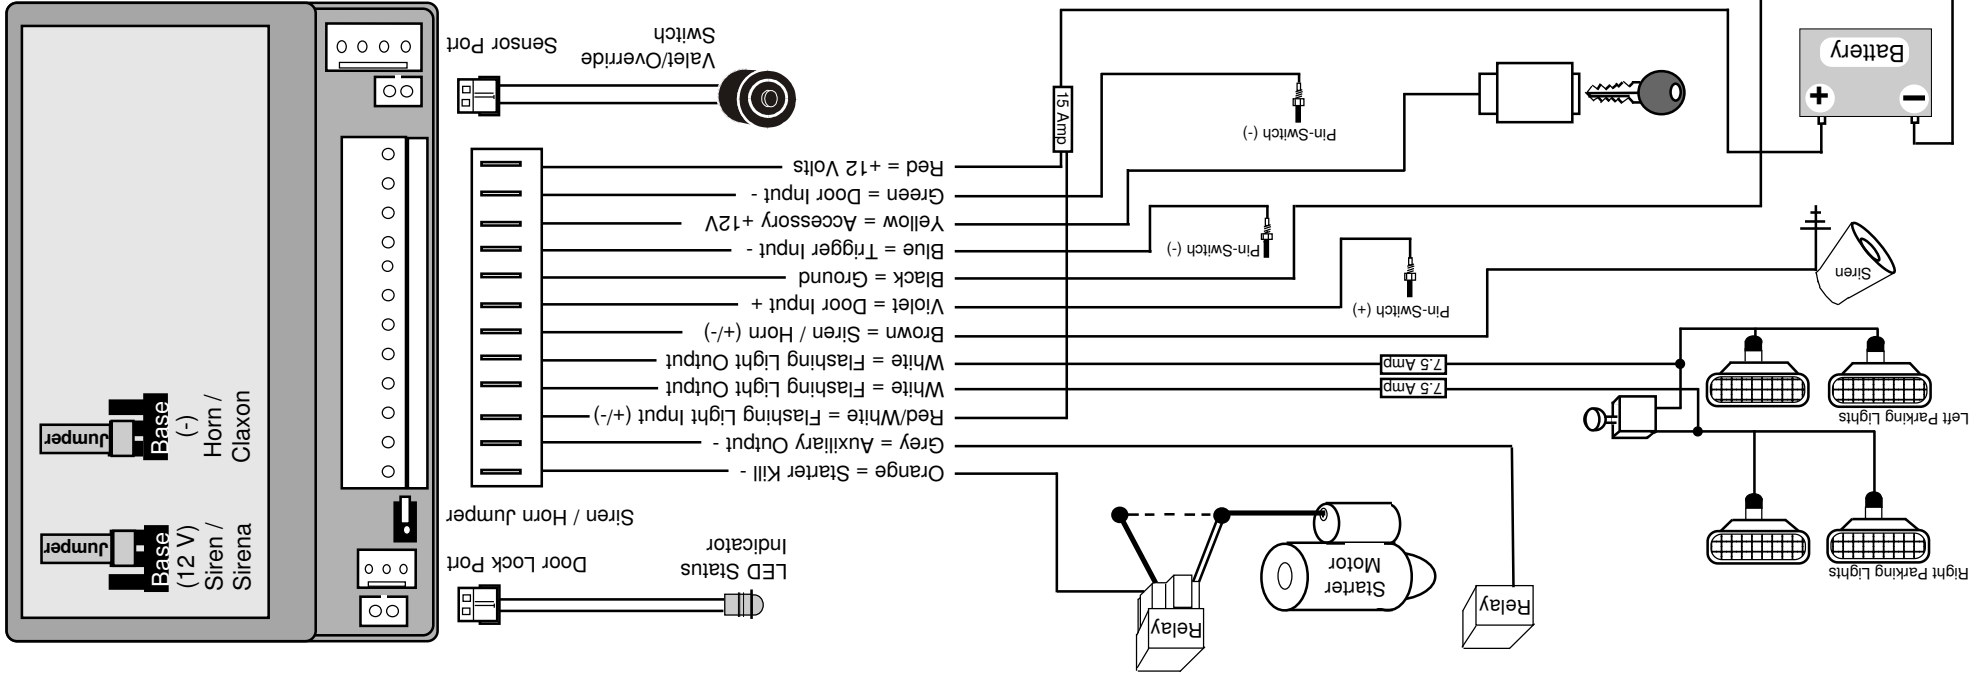 Right Parking Lights
Left Parking Lights
Relay
Relay
Starter
Motor
Siren
Battery
+
−
LED Status
Indicator
Door Lock Port
Siren / Horn Jumper
Orange = Starter Kill -
Grey = Auxiliary Output -
Red/White = Flashing Light Input (+/-)
White = Flashing Light Output
White = Flashing Light Output
Brown = Siren / Horn (+/-)
Violet = Door Input +
Black = Ground
Blue = Trigger Input -
Yellow = Accessory +12V
Green = Door Input -
Red = +12 Volts
7.5 Amp
7.5 Amp
15 Amp
Pin-Switch (+)
Pin-Switch (-)
Pin-Switch (-)
Valet/Override
Switch
Sensor Port
Jumper
Base
(-)
Horn /
Claxon
Jumper
Base
(12 V)
Siren /
Sirena